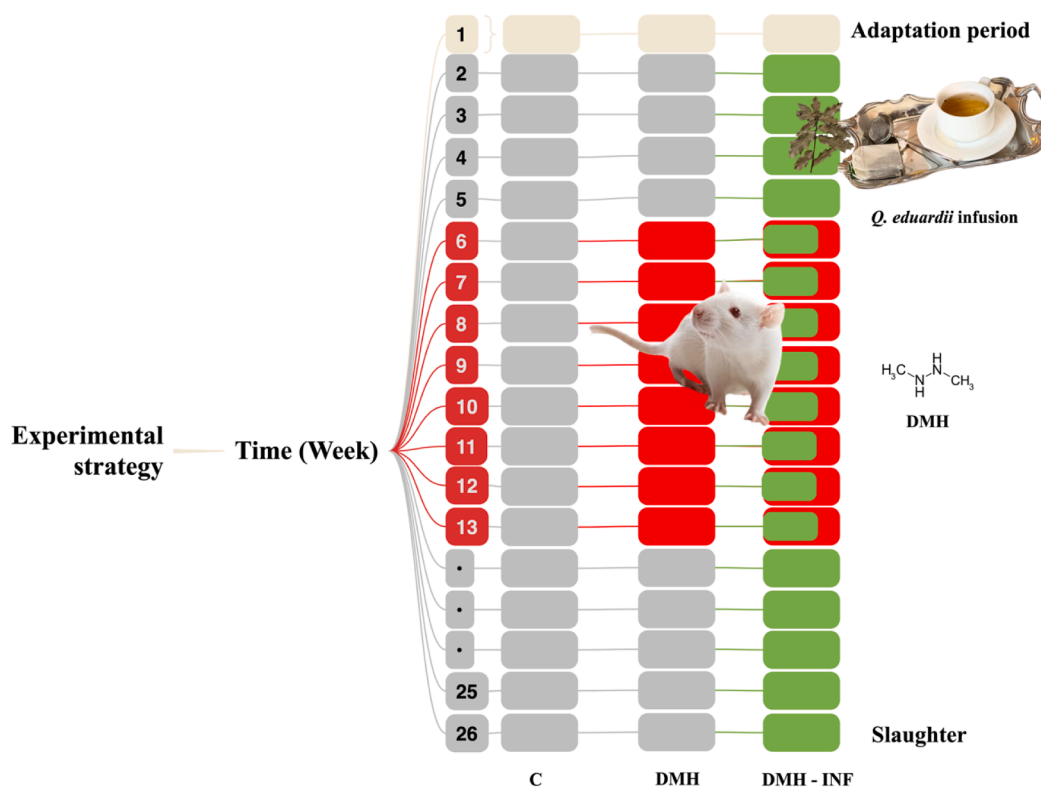 1
Adaptation period
2
3
4
5
Q. eduardii infusion
6
7
8
9
H
H₃C
N
N
CH₃
H
DMH
10
Experimental
strategy
Time (Week)
11
12
13
•
•
•
25
26
Slaughter
C
DMH
DMH - INF